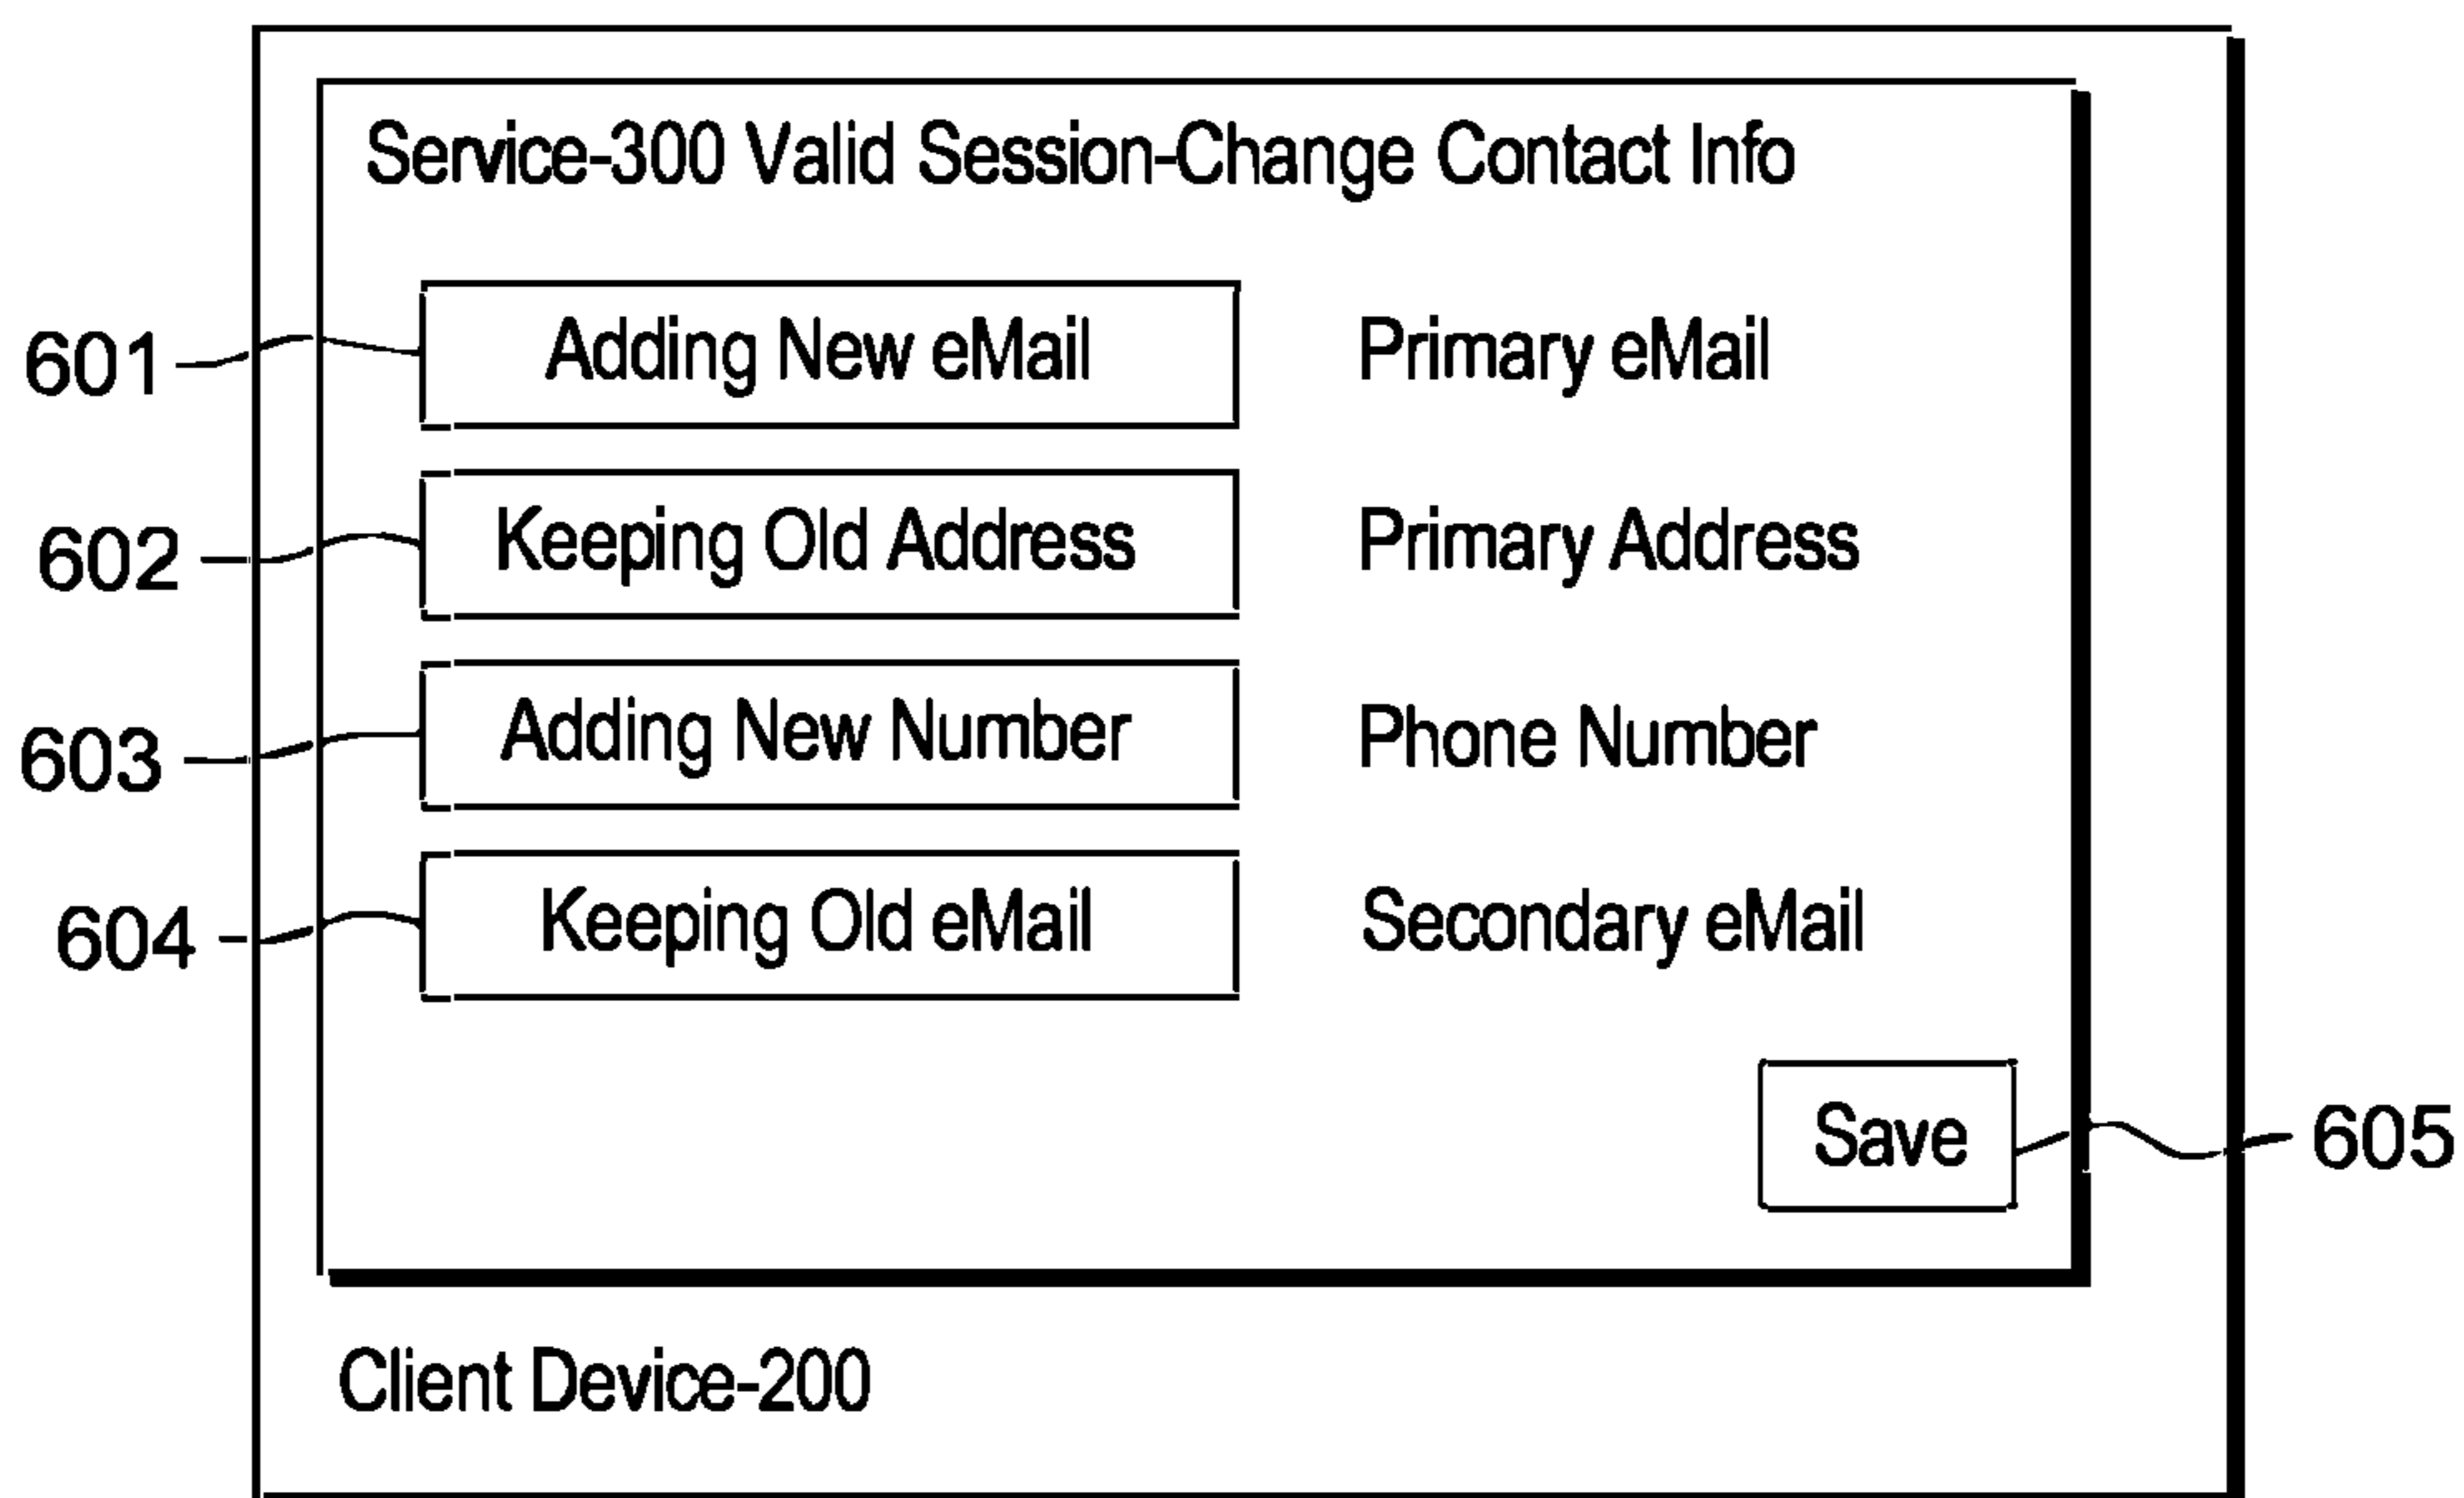 Service-300 Valid Session-Change Contact Info
601 Adding New eMail Primary eMail
602 Keeping Old Address Primary Address
603 Adding New Number Phone Number
604 Keeping Old eMail Secondary eMail
Save 605
Client Device-200